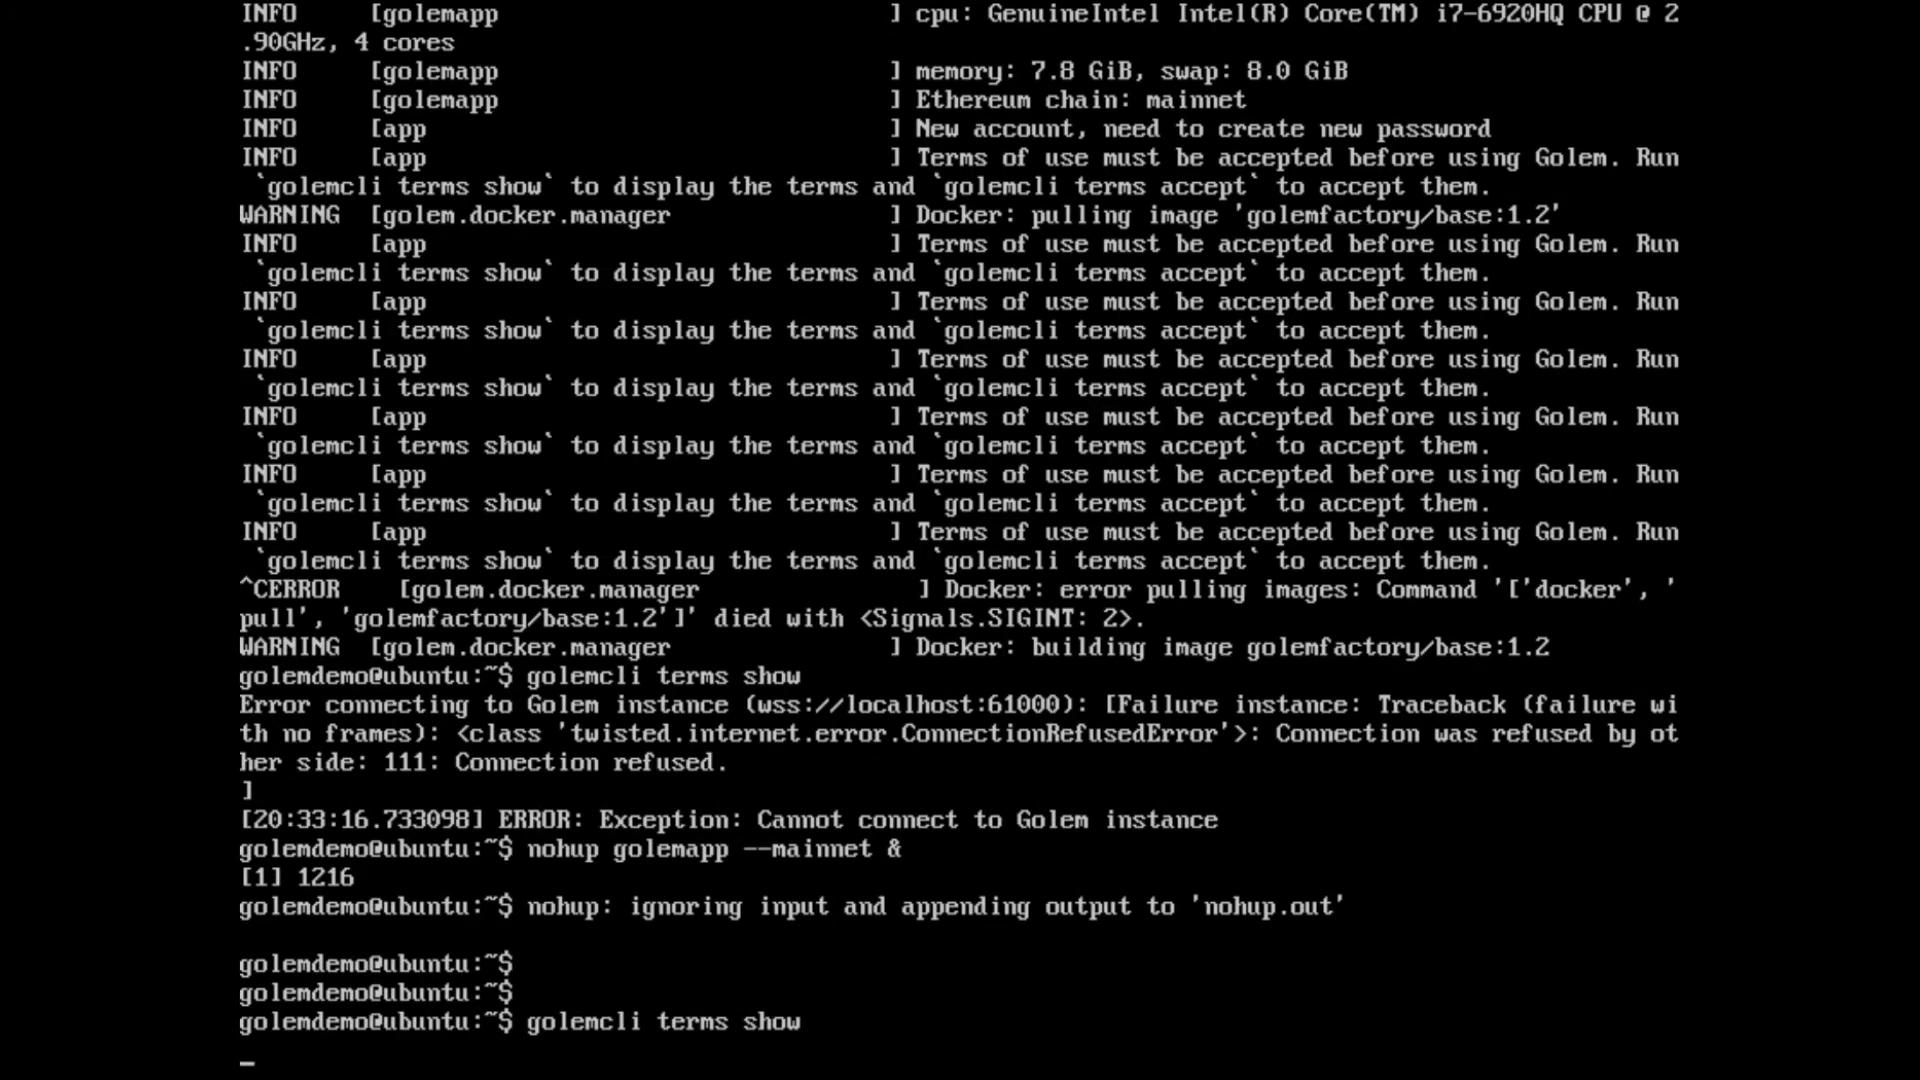 INFO     [golemapp                           ] cpu: GenuineIntel Intel(R) Core(TM) i7-6920HQ CPU @ 2
.90GHz, 4 cores
INFO     [golemapp                           ] memory: 7.8 GiB, swap: 8.0 GiB
INFO     [golemapp                           ] Ethereum chain: mainnet
INFO     [app                                ] New account, need to create new password
INFO     [app                                ] Terms of use must be accepted before using Golem. Run
 `golemcli terms show` to display the terms and `golemcli terms accept` to accept them.
WARNING  [golem.docker.manager               ] Docker: pulling image 'golemfactory/base:1.2'
INFO     [app                                ] Terms of use must be accepted before using Golem. Run
 `golemcli terms show` to display the terms and `golemcli terms accept` to accept them.
INFO     [app                                ] Terms of use must be accepted before using Golem. Run
 `golemcli terms show` to display the terms and `golemcli terms accept` to accept them.
INFO     [app                                ] Terms of use must be accepted before using Golem. Run
 `golemcli terms show` to display the terms and `golemcli terms accept` to accept them.
INFO     [app                                ] Terms of use must be accepted before using Golem. Run
 `golemcli terms show` to display the terms and `golemcli terms accept` to accept them.
INFO     [app                                ] Terms of use must be accepted before using Golem. Run
 `golemcli terms show` to display the terms and `golemcli terms accept` to accept them.
INFO     [app                                ] Terms of use must be accepted before using Golem. Run
 `golemcli terms show` to display the terms and `golemcli terms accept` to accept them.
^CERROR    [golem.docker.manager               ] Docker: error pulling images: Command '['docker', '
pull', 'golemfactory/base:1.2']' died with <Signals.SIGINT: 2>.
WARNING  [golem.docker.manager               ] Docker: building image golemfactory/base:1.2
golemdemo@ubuntu:~$ golemcli terms show
Error connecting to Golem instance (wss://localhost:61000): [Failure instance: Traceback (failure wi
th no frames): <class 'twisted.internet.error.ConnectionRefusedError'>: Connection was refused by ot
her side: 111: Connection refused.
]
[20:33:16.733098] ERROR: Exception: Cannot connect to Golem instance
golemdemo@ubuntu:~$ nohup golemapp --mainnet &
[1] 1216
golemdemo@ubuntu:~$ nohup: ignoring input and appending output to 'nohup.out'

golemdemo@ubuntu:~$
golemdemo@ubuntu:~$
golemdemo@ubuntu:~$ golemcli terms show
_